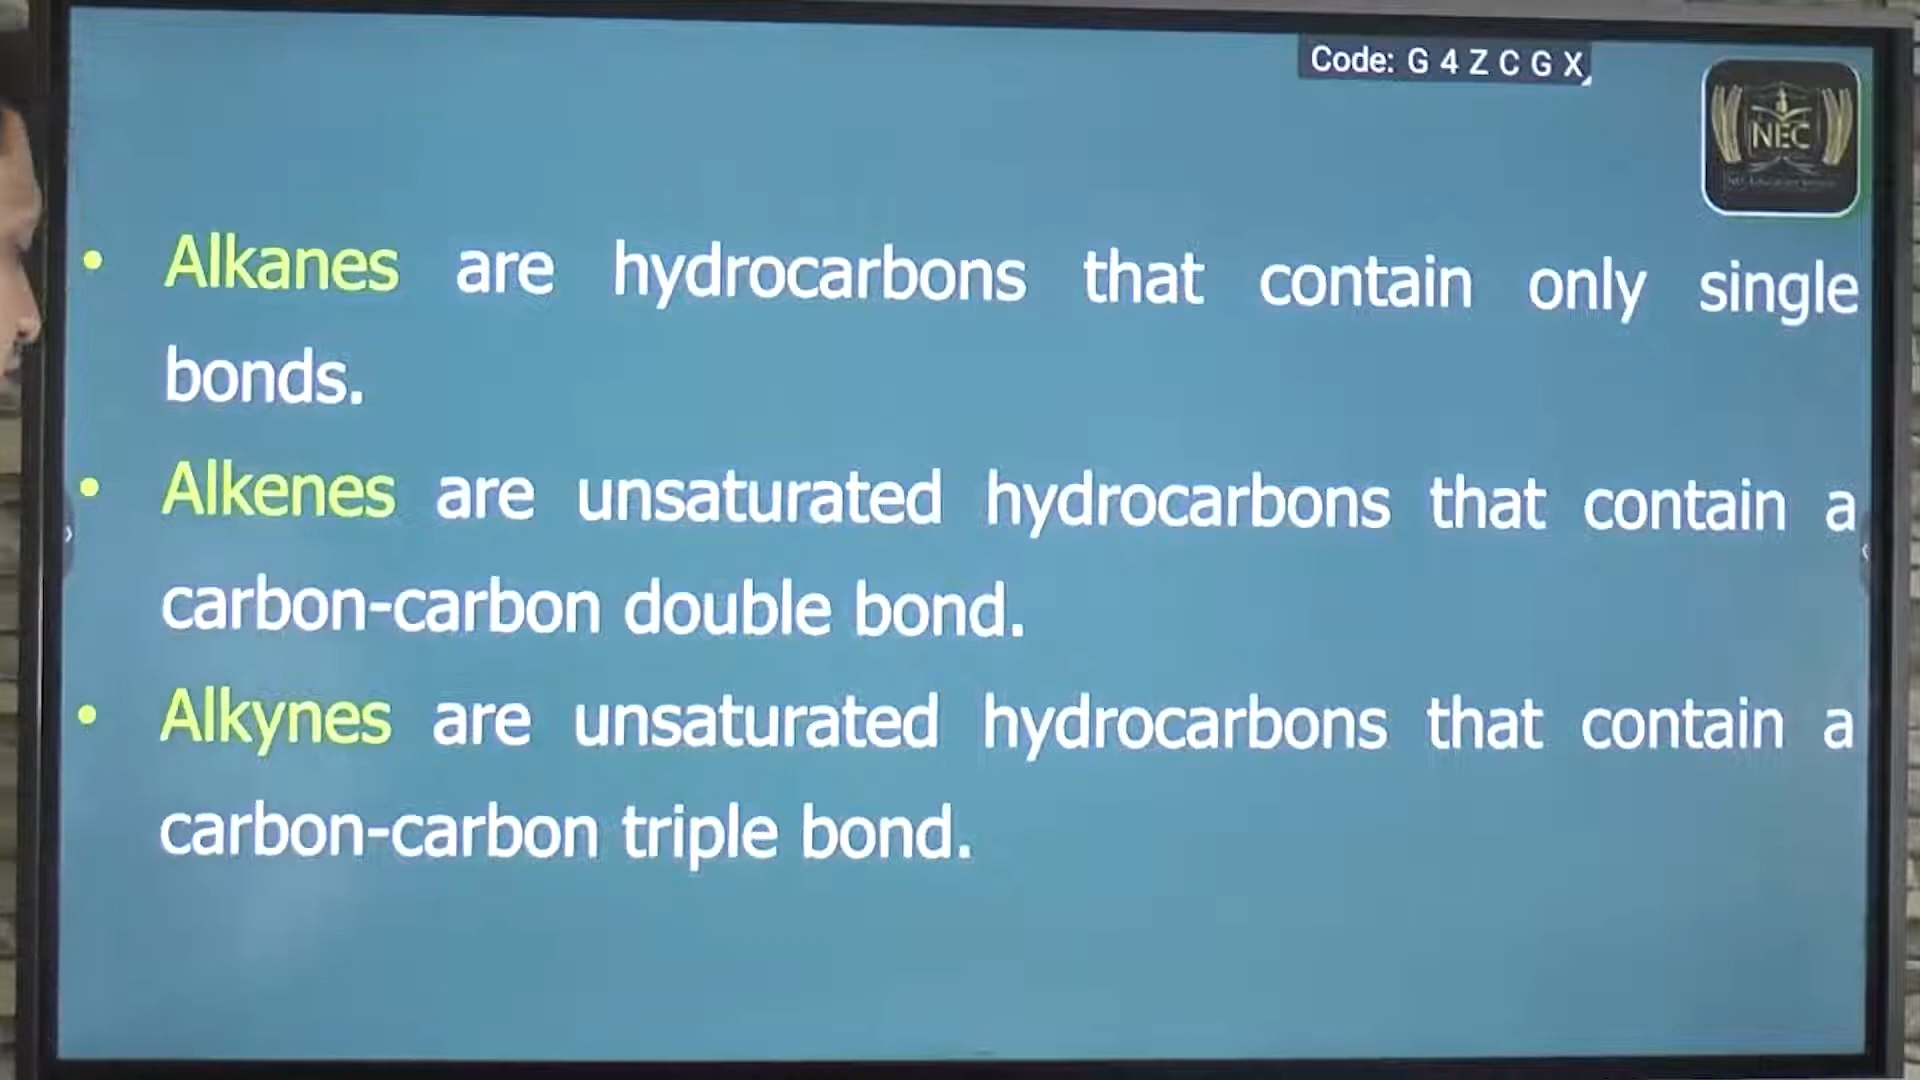 Code: G 4 Z C G X
NEC
• Alkanes are hydrocarbons that contain only single
bonds.
• Alkenes are unsaturated hydrocarbons that contain a
carbon-carbon double bond.
• Alkynes are unsaturated hydrocarbons that contain a
carbon-carbon triple bond.